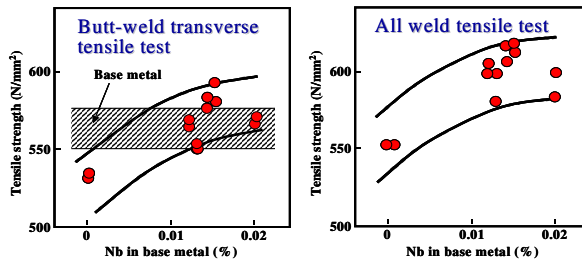 Butt-weld transverse
tensile test
Base metal
Tensile strength (N/mm²)
600
550
500
0
0.01
0.02
Nb in base metal (%)
All weld tensile test
Tensile strength (N/mm²)
600
550
500
0
0.01
0.02
Nb in base metal (%)